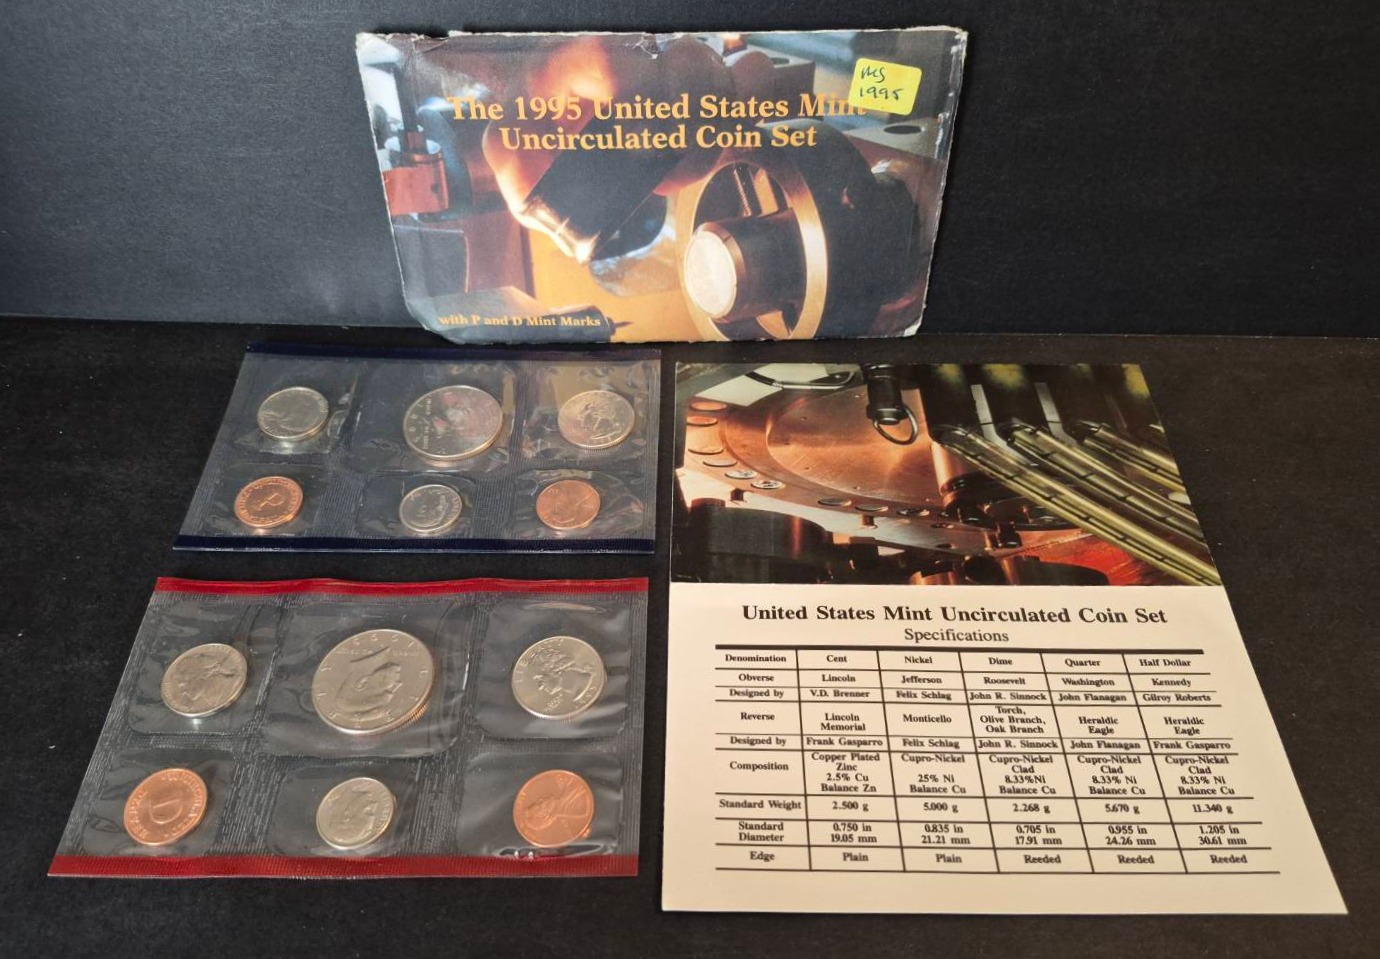 The 1995 United States Mint
Uncirculated Coin Set
MS
1995
with P and D Mint Marks
United States Mint Uncirculated Coin Set
Specifications
Denomination Cent Nickel Dime Quarter Half Dollar
Obverse Lincoln Jefferson Roosevelt Washington Kennedy
Designed by V.D. Brenner Felix Schlag John R. Sinnock John Flanagan Gilroy Roberts
Reverse Lincoln Memorial Monticello Torch, Olive Branch, Oak Branch Heraldic Eagle Heraldic Eagle
Designed by Frank Gasparro Felix Schlag John R. Sinnock John Flanagan Frank Gasparro
Composition Copper Plated Zinc 2.5% Cu Balance Zn Cupro-Nickel 25% Ni Balance Cu Cupro-Nickel Clad 8.33%Ni Balance Cu Cupro-Nickel Clad 8.33% Ni Balance Cu Cupro-Nickel Clad 8.33% Ni Balance Cu
Standard Weight 2.500 g 5.000 g 2.268 g 5.670 g 11.340 g
Standard Diameter 0.750 in 19.05 mm 0.835 in 21.21 mm 0.705 in 17.91 mm 0.955 in 24.26 mm 1.205 in 30.61 mm
Edge Plain Plain Reeded Reeded Reeded